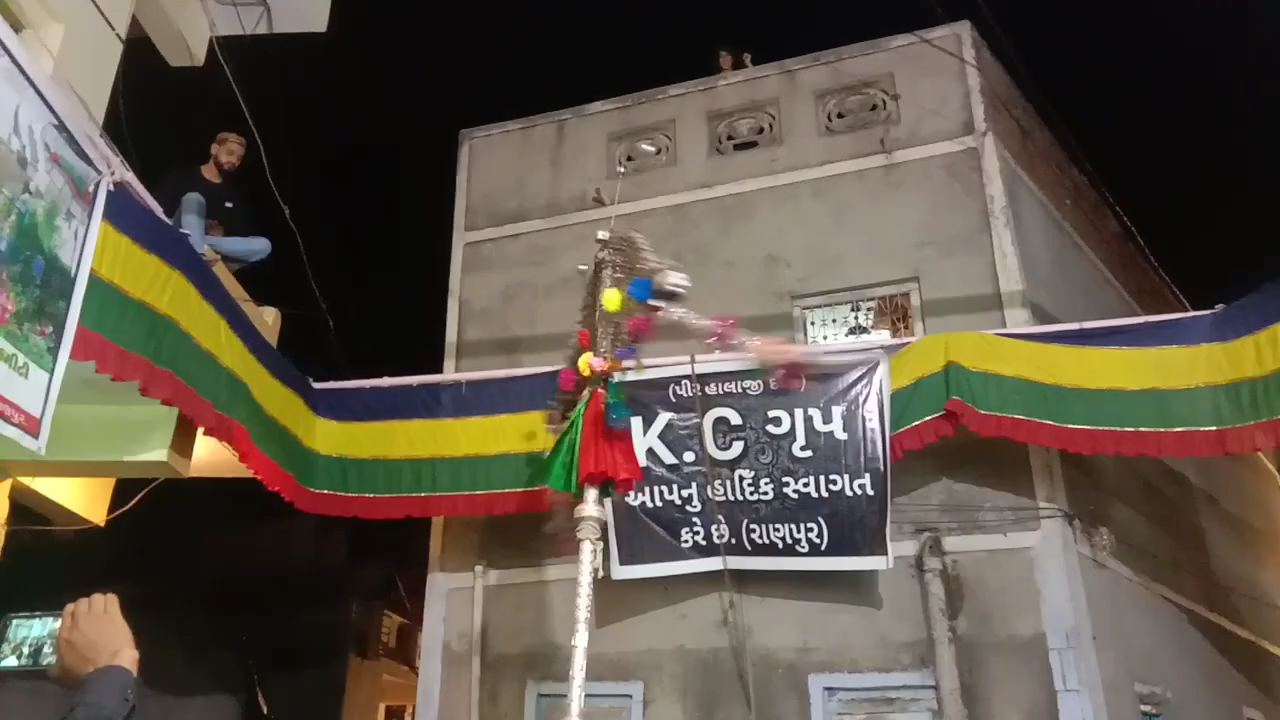 (પીર હાલાજી
K.C ગૃપ
આપનુ હાર્દિક સ્વાગત
કરે છે. (રાણપુર)